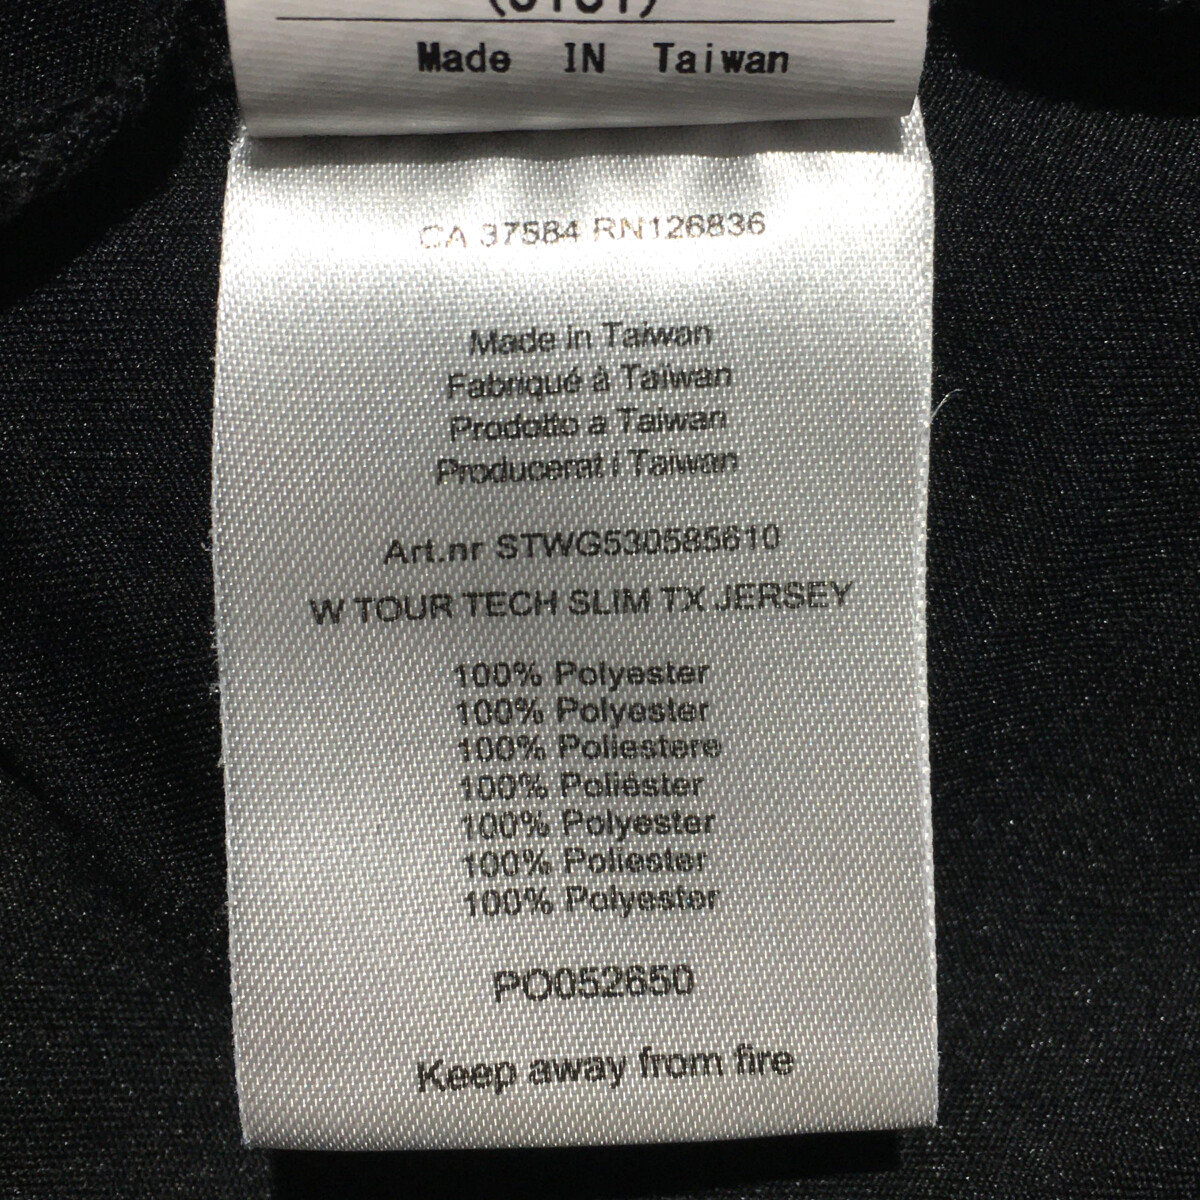 Made IN Taiwan
CA 37584 RN126836
Made in Taiwan
Fabriqué à Taïwan
Prodotto a Taiwan
Producerat i Taiwan
Art.nr STWG530585610
W TOUR TECH SLIM TX JERSEY
100% Polyester
100% Polyester
100% Poliestere
100% Poliéster
100% Polyester
100% Poliester
100% Polyester
PO052650
Keep away from fire